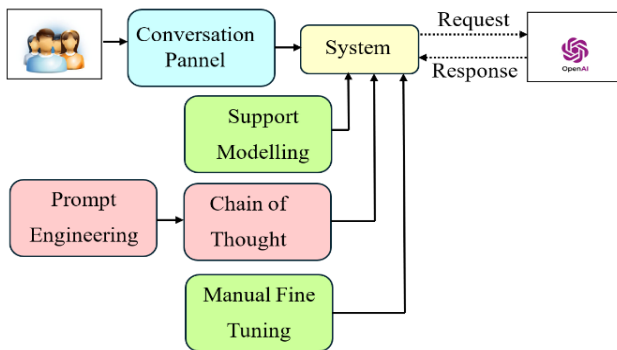 Conversation
Pannel
System
Request
Response
OpenAI
Support
Modelling
Prompt
Engineering
Chain of
Thought
Manual Fine
Tuning